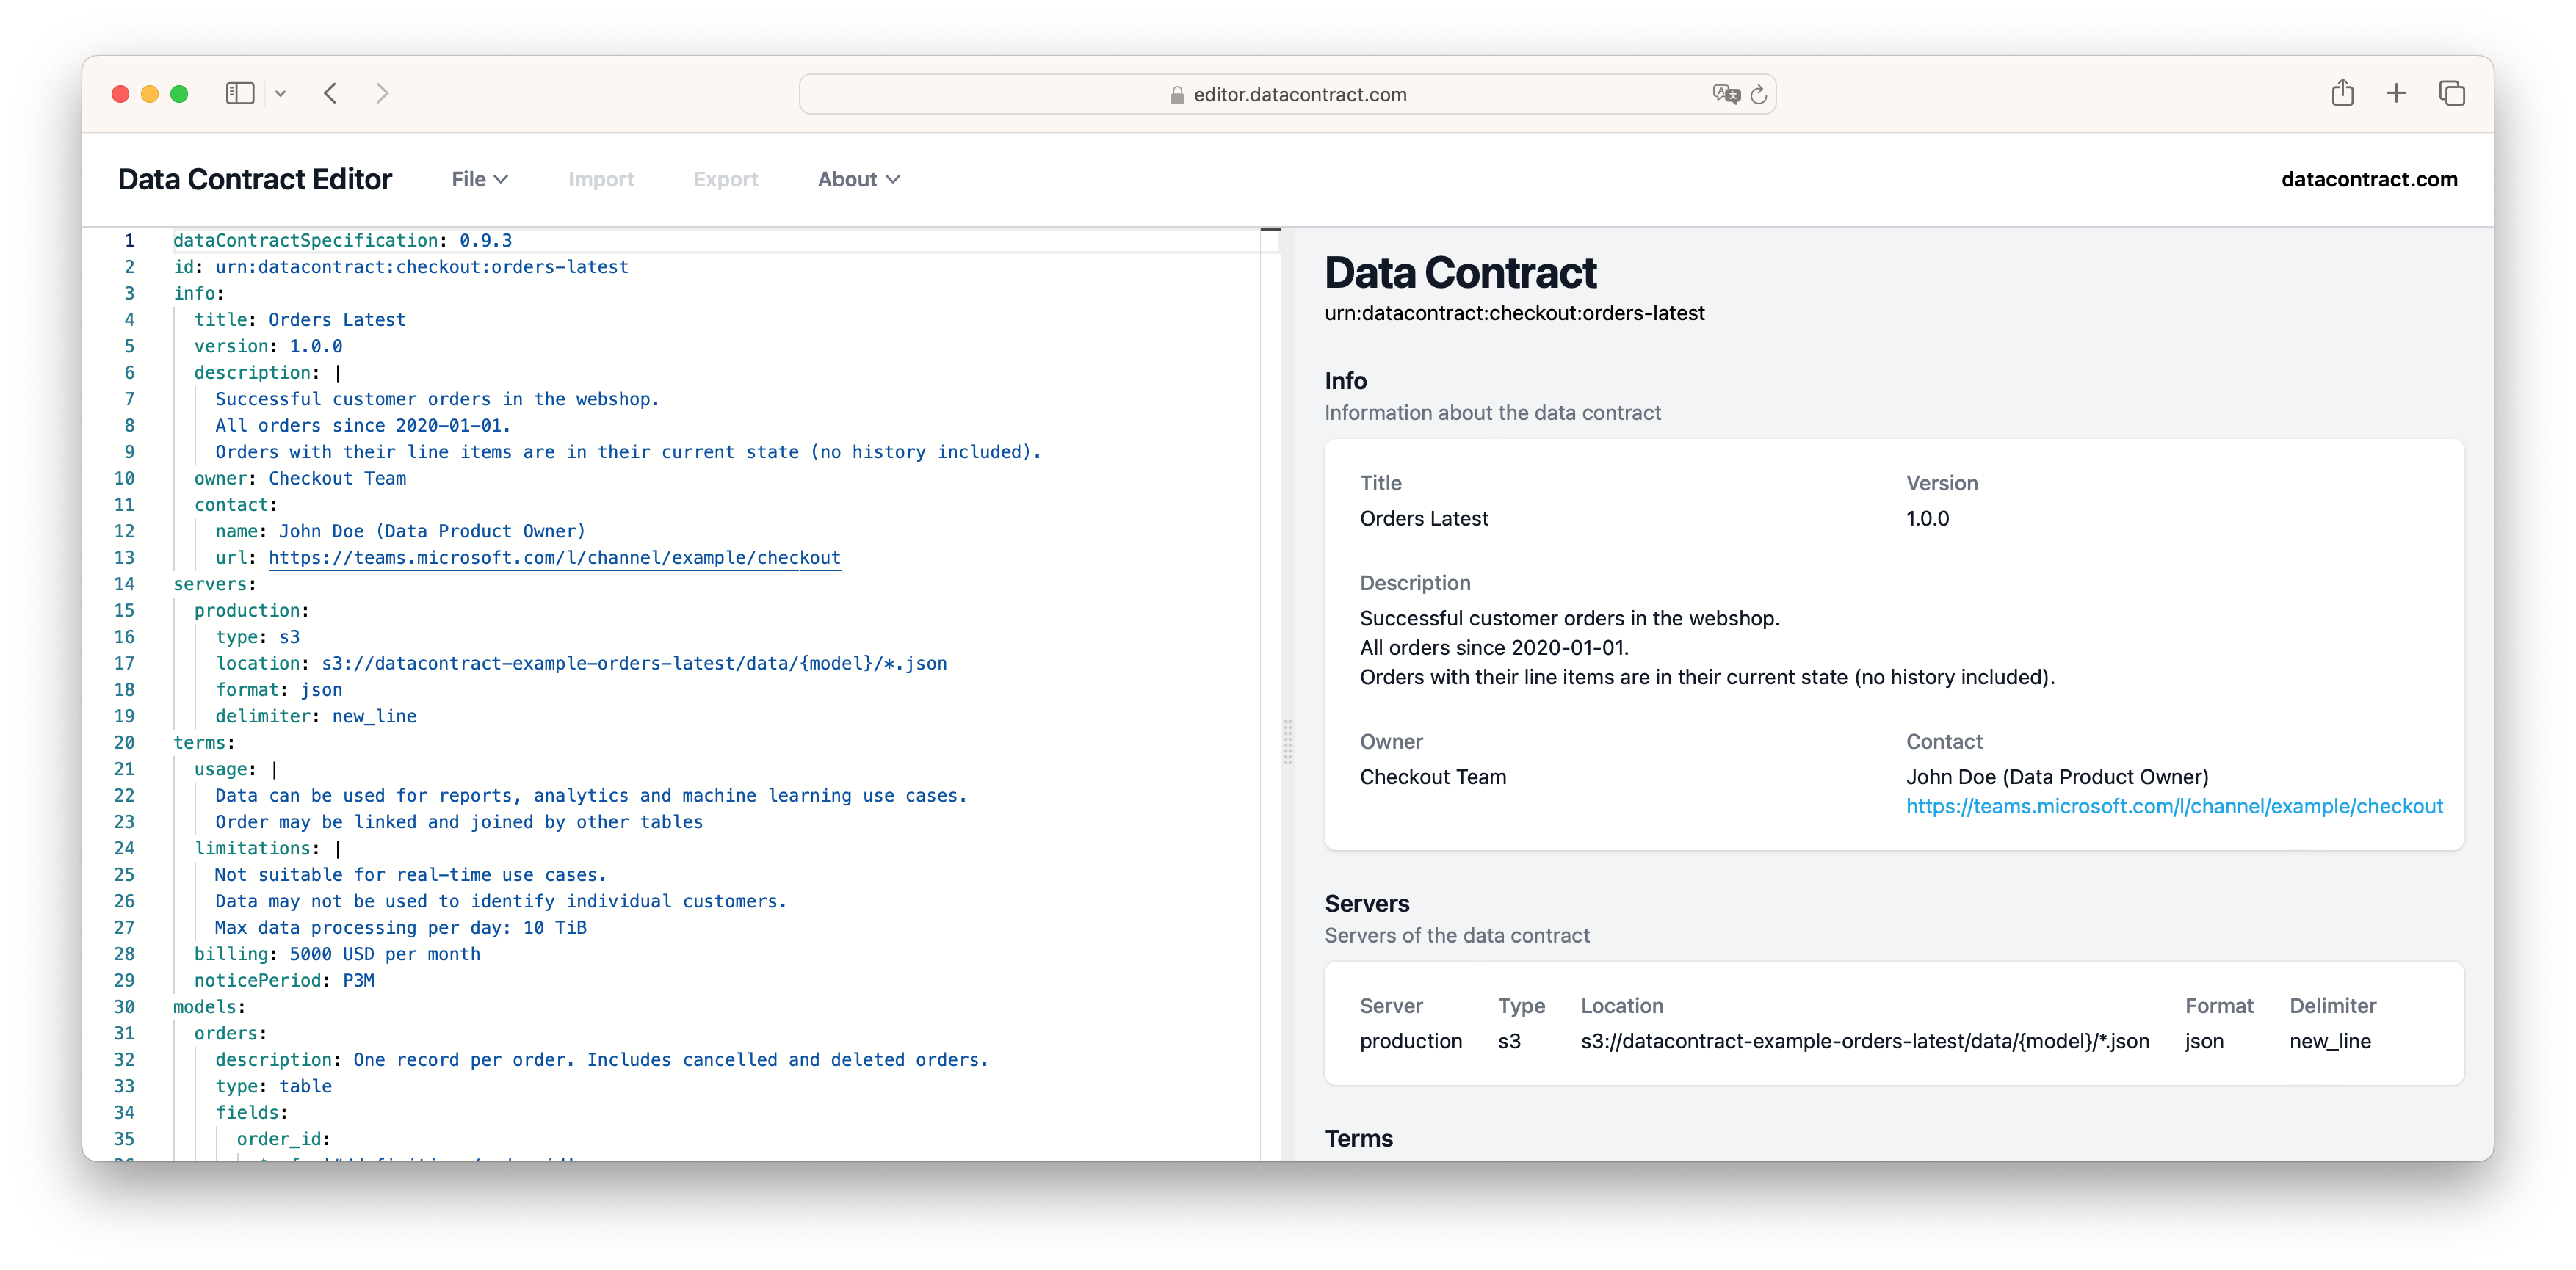 editor.datacontract.com
Data Contract Editor
File
Import
Export
About
datacontract.com
1 dataContractSpecification: 0.9.3
2 id: urn:datacontract:checkout:orders-latest
3 info:
4 title: Orders Latest
5 version: 1.0.0
6 description: |
7 Successful customer orders in the webshop.
8 All orders since 2020-01-01.
9 Orders with their line items are in their current state (no history included).
10 owner: Checkout Team
11 contact:
12 name: John Doe (Data Product Owner)
13 url: https://teams.microsoft.com/l/channel/example/checkout
14 servers:
15 production:
16 type: s3
17 location: s3://datacontract-example-orders-latest/data/{model}/*.json
18 format: json
19 delimiter: new_line
20 terms:
21 usage: |
22 Data can be used for reports, analytics and machine learning use cases.
23 Order may be linked and joined by other tables
24 limitations: |
25 Not suitable for real-time use cases.
26 Data may not be used to identify individual customers.
27 Max data processing per day: 10 TiB
28 billing: 5000 USD per month
29 noticePeriod: P3M
30 models:
31 orders:
32 description: One record per order. Includes cancelled and deleted orders.
33 type: table
34 fields:
35 order_id:
Data Contract
urn:datacontract:checkout:orders-latest
Info
Information about the data contract
Title
Orders Latest
Version
1.0.0
Description
Successful customer orders in the webshop.
All orders since 2020-01-01.
Orders with their line items are in their current state (no history included).
Owner
Checkout Team
Contact
John Doe (Data Product Owner)
https://teams.microsoft.com/l/channel/example/checkout
Servers
Servers of the data contract
Server Type Location Format Delimiter
production s3 s3://datacontract-example-orders-latest/data/{model}/*.json json new_line
Terms